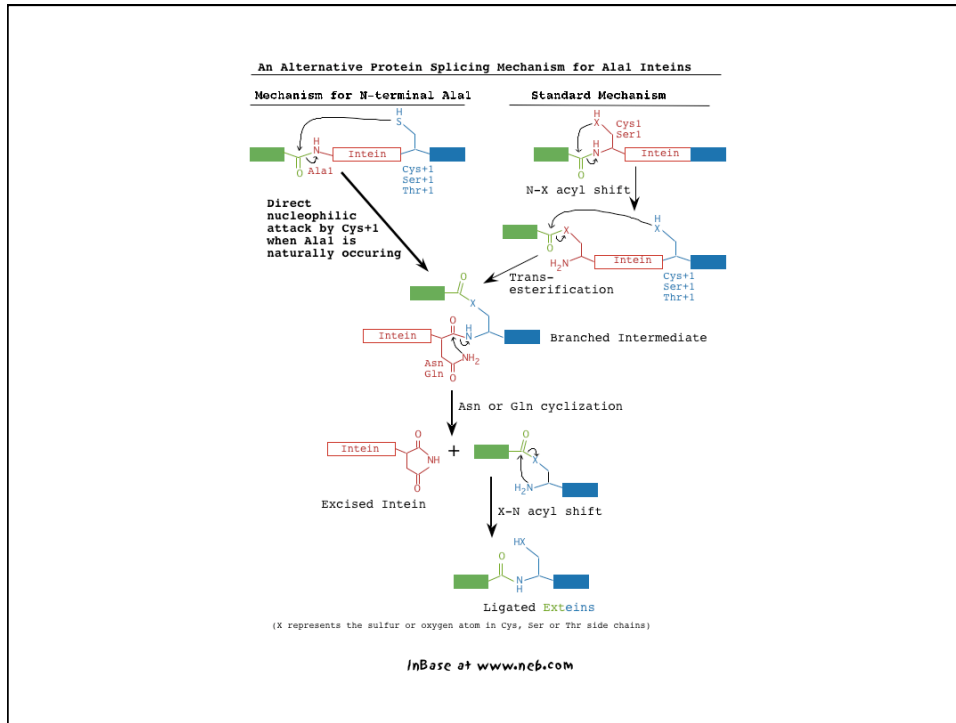 An Alternative Protein Splicing Mechanism for Ala1 Inteins
Mechanism for N-terminal Ala1
H
S
H
N
O
Ala1
Intein
Cys+1
Ser+1
Thr+1
Standard Mechanism
H
X
Cys1
Ser1
H
N
O
Intein
N-X acyl shift
Direct
nucleophilic
attack by Cys+1
when Ala1 is
naturally occuring
X
O
H
X
H₂N
Intein
Cys+1
Ser+1
Thr+1
Trans-
esterification
O
X
Intein
O
H
N
Asn
Gln
NH₂
O
Branched Intermediate
Asn or Gln cyclization
Intein
O
NH
O
Excised Intein
+
O
X
H₂N
X-N acyl shift
HX
O
N
H
Ligated Exteins
(X represents the sulfur or oxygen atom in Cys, Ser or Thr side chains)
InBase at www.neb.com